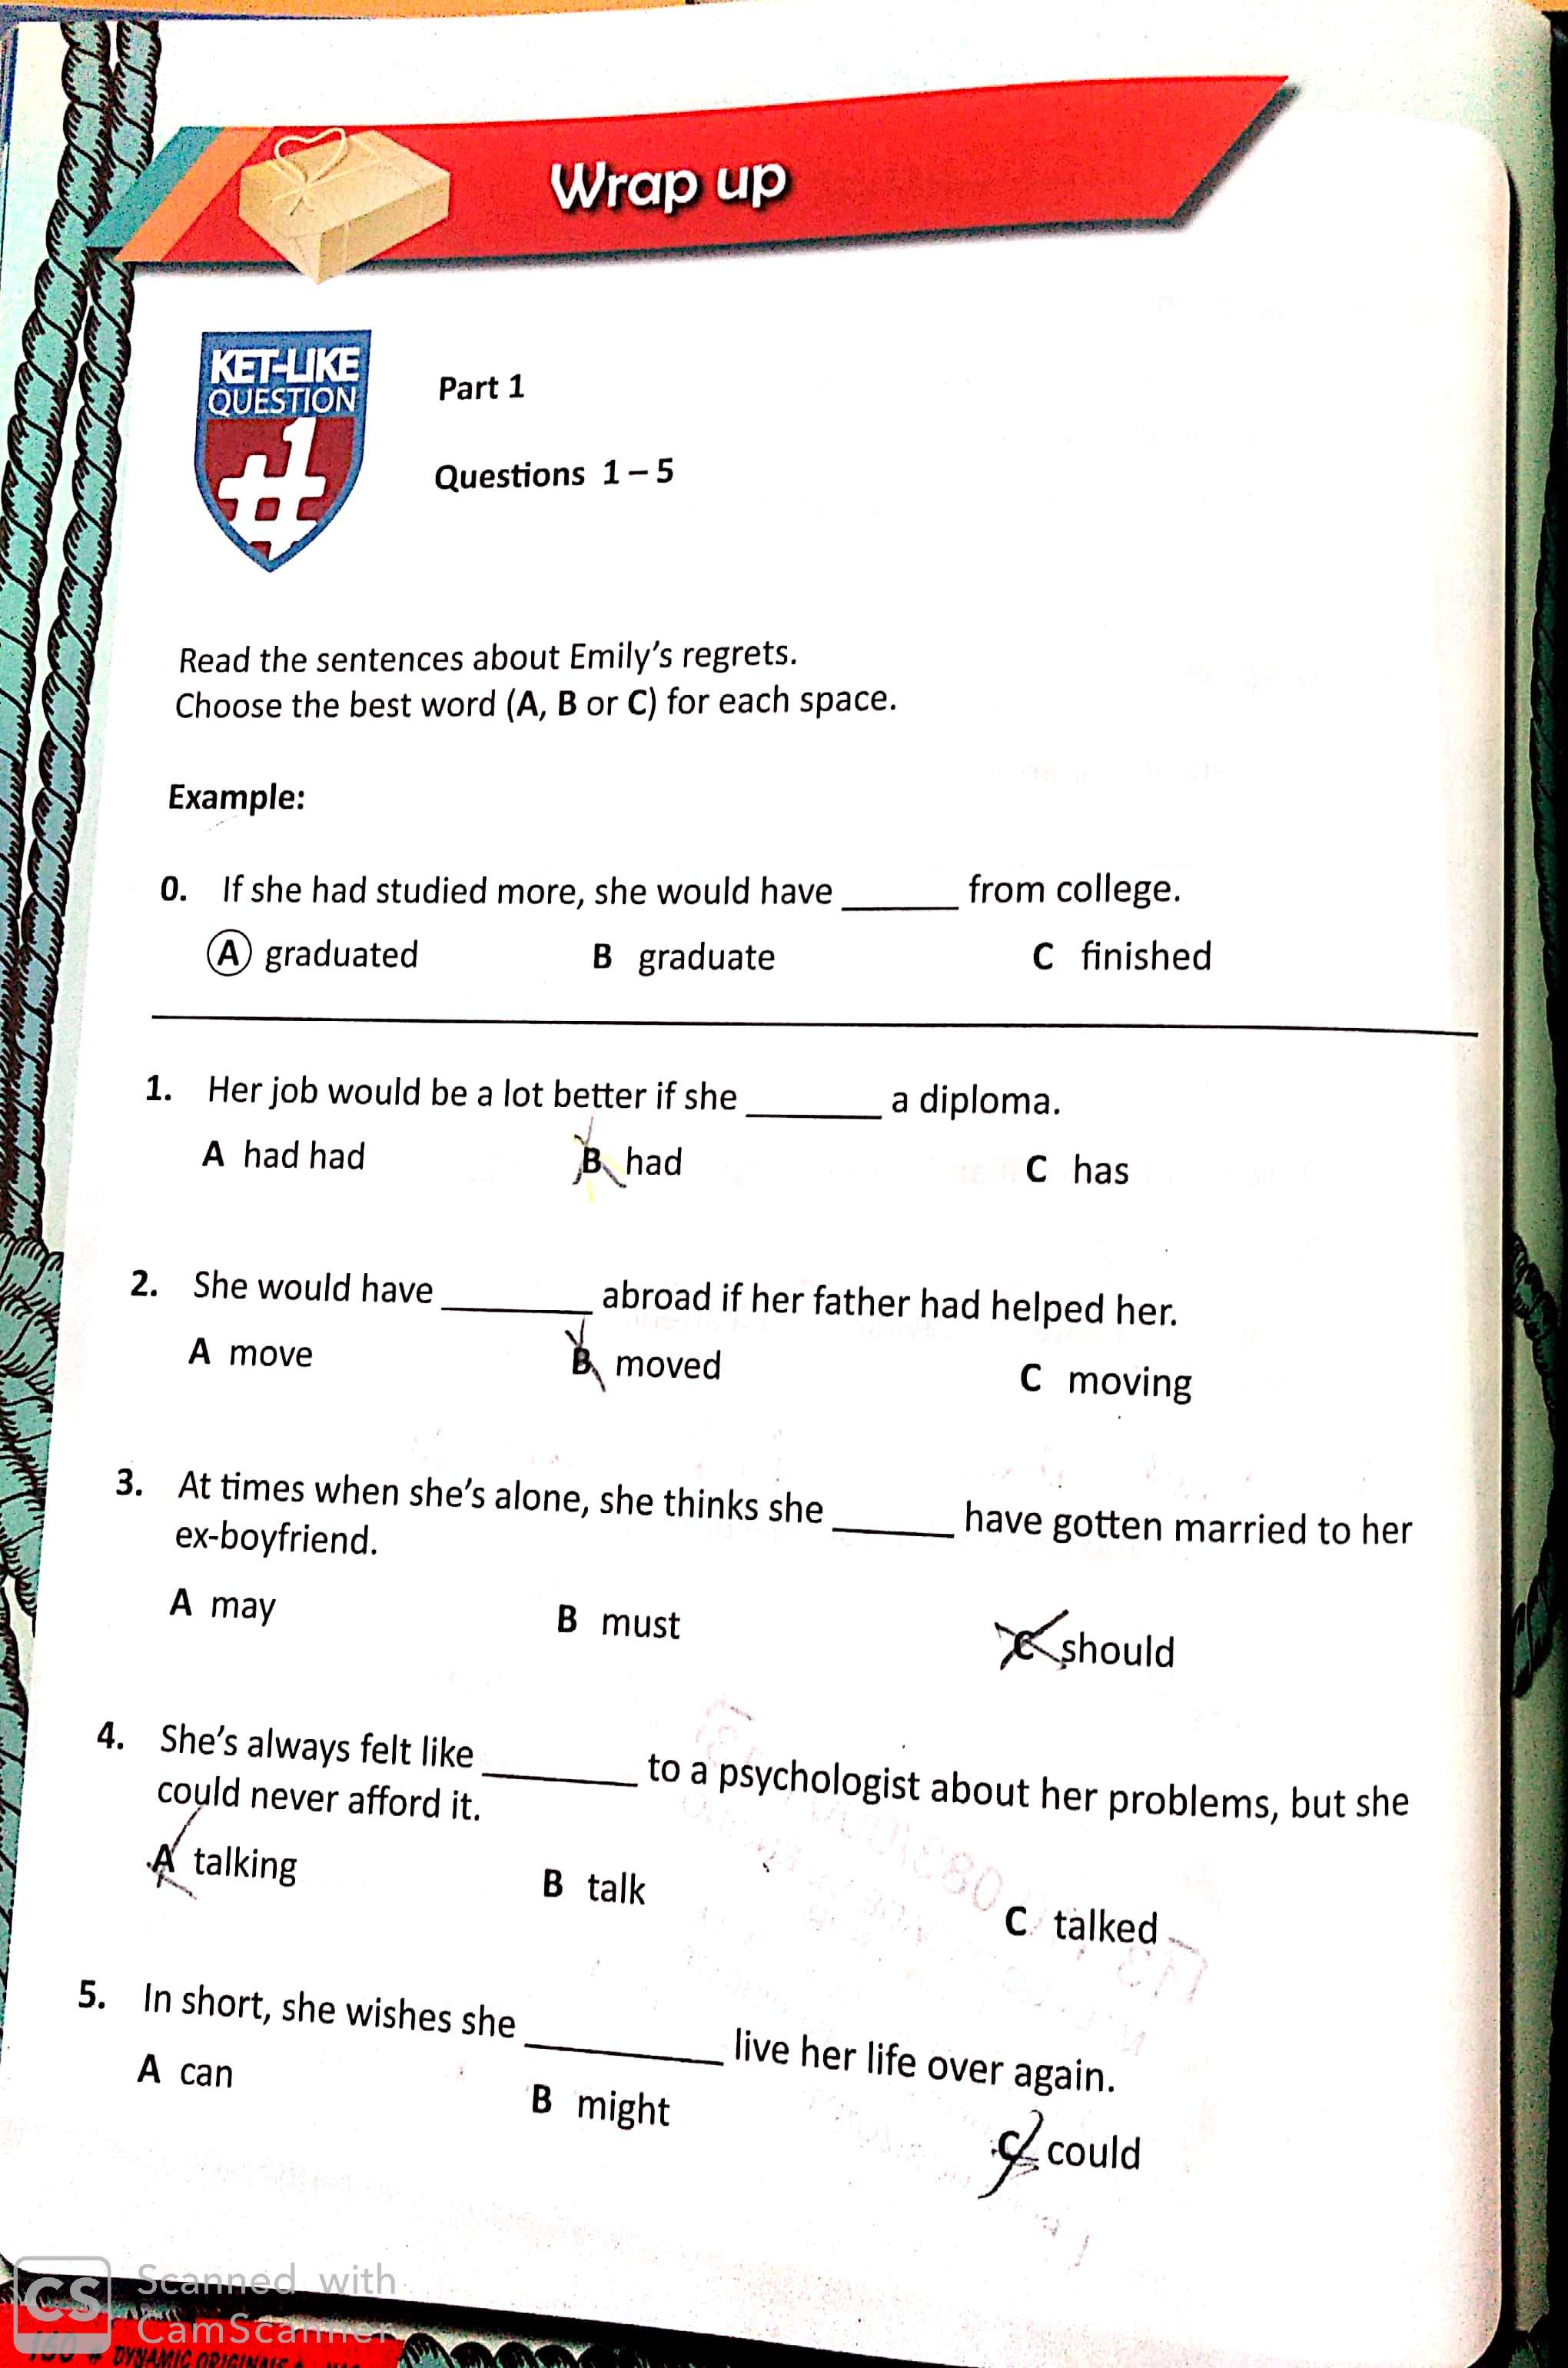 Wrap up
KET-LIKE
QUESTION
#1
Part 1
Questions 1 – 5
Read the sentences about Emily's regrets.
Choose the best word (A, B or C) for each space.
Example:
0. If she had studied more, she would have ______ from college.
A graduated B graduate C finished
1. Her job would be a lot better if she ______ a diploma.
A had had B had C has
2. She would have ______ abroad if her father had helped her.
A move B moved C moving
3. At times when she's alone, she thinks she ______ have gotten married to her
ex-boyfriend.
A may B must C should
4. She's always felt like ______ to a psychologist about her problems, but she
could never afford it.
A talking B talk C talked
5. In short, she wishes she ______ live her life over again.
A can B might C could
CS Scanned with
CamScanner
160 # DYNAMIC ORIGINALS